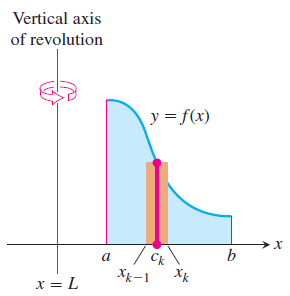 Vertical axis
of revolution
y = f(x)
x
a
c_k
b
x_{k-1}
x_k
x = L